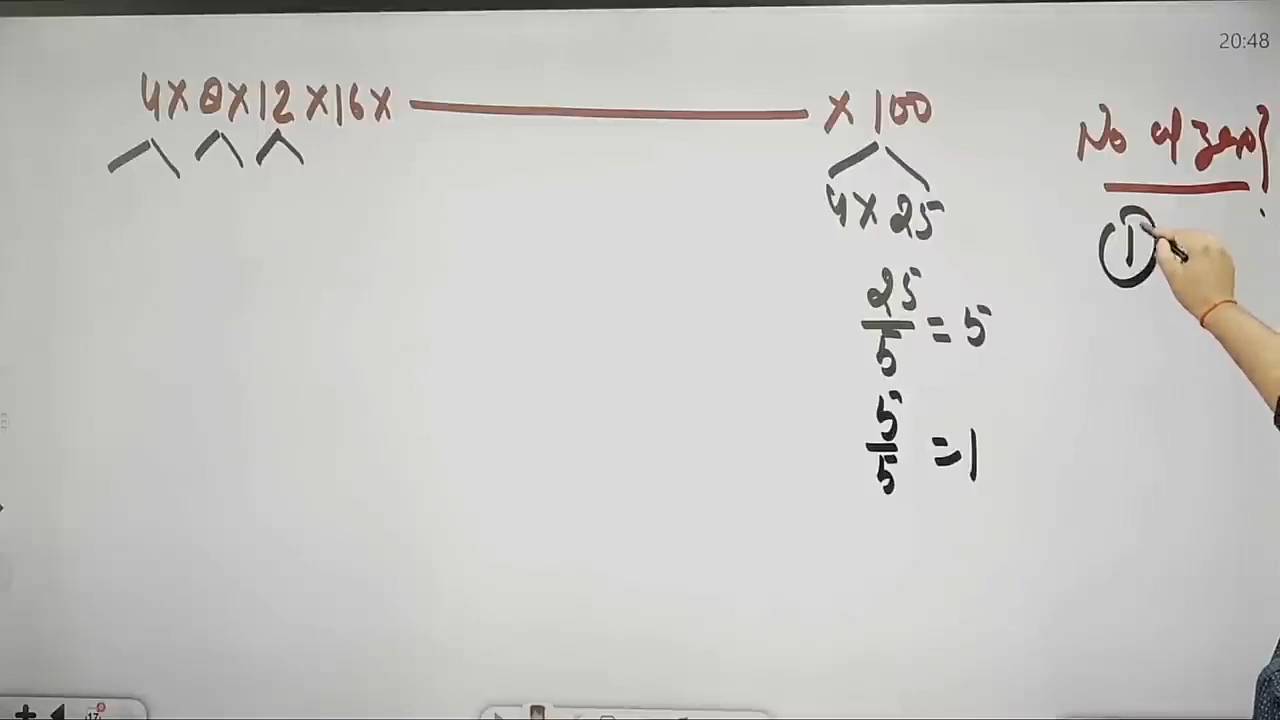 20:48
4 × 8 × 12 × 16 × ——— × 100
No of zero?
4 × 25
1
25/5 = 5
5/5 = 1
17